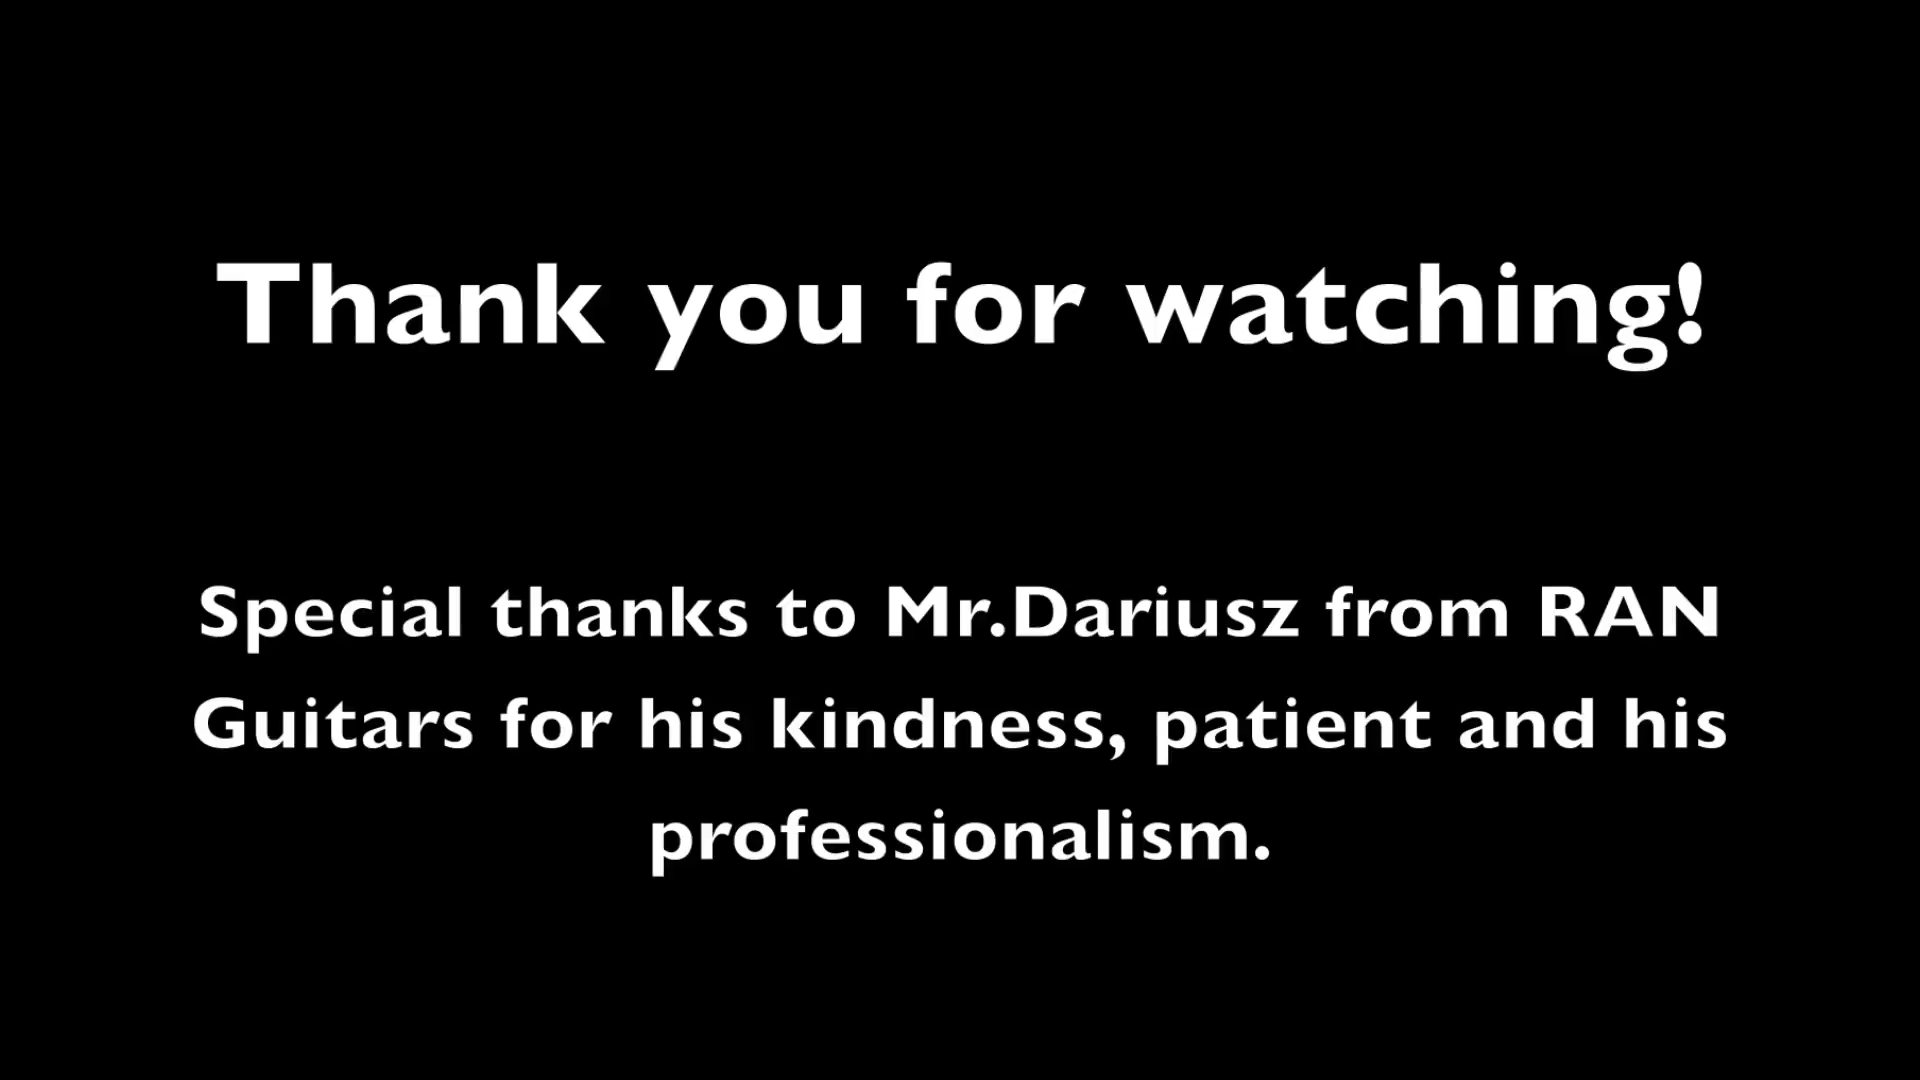 Thank you for watching!
Special thanks to Mr.Dariusz from RAN
Guitars for his kindness, patient and his
professionalism.